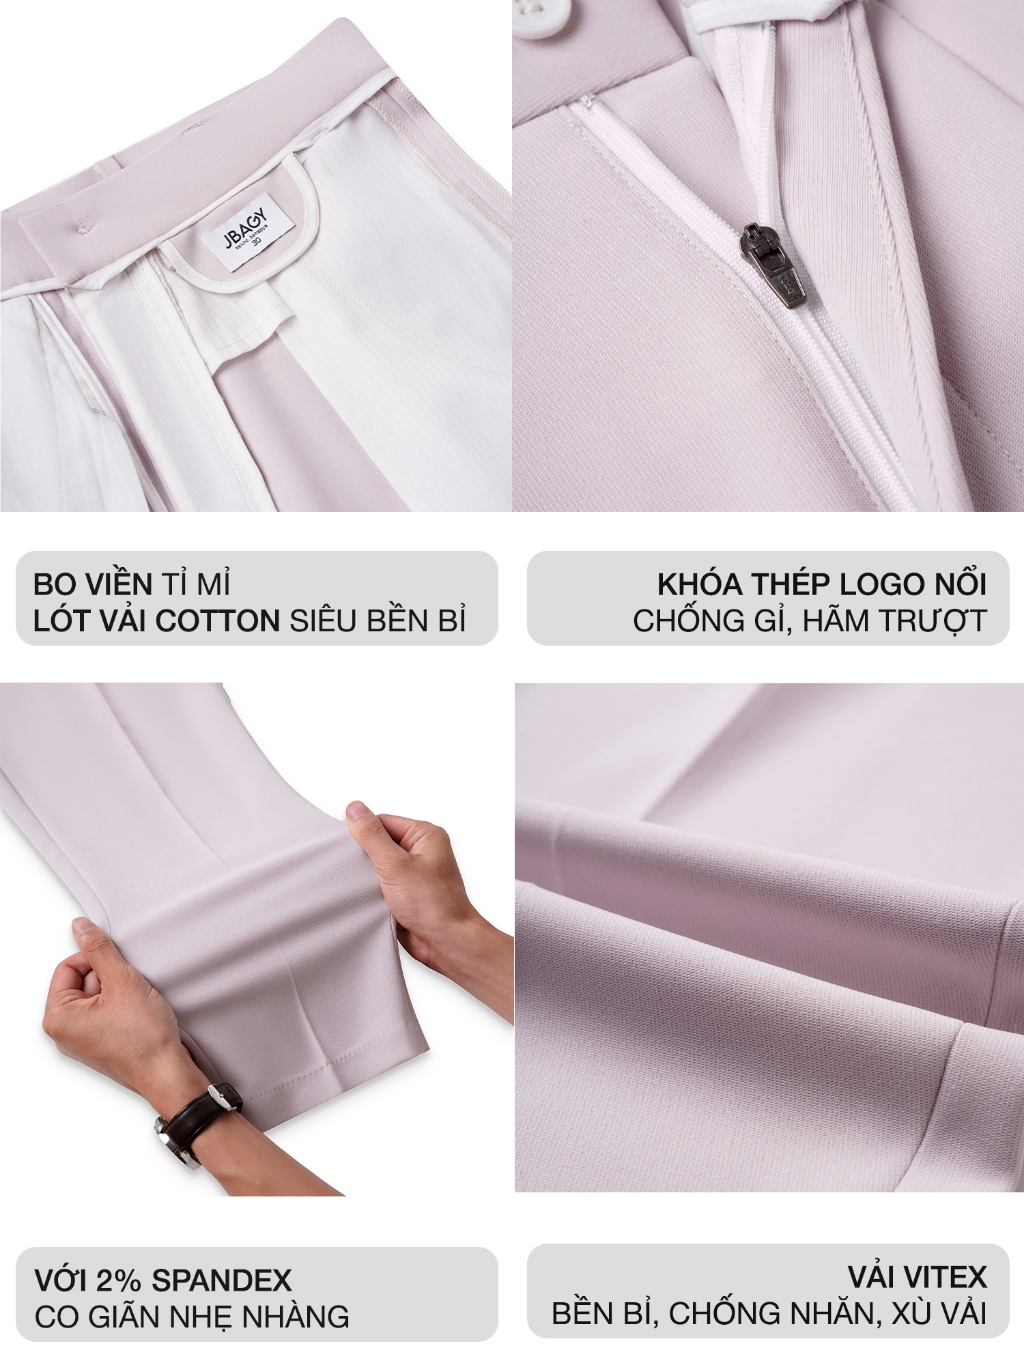 JBAGY
30
BO VIỀN TỈ MỈ
LÓT VẢI COTTON SIÊU BỀN BỈ
KHÓA THÉP LOGO NỔI
CHỐNG GỈ, HÃM TRƯỢT
VỚI 2% SPANDEX
CO GIÃN NHẸ NHÀNG
VẢI VITEX
BỀN BỈ, CHỐNG NHĂN, XÙ VẢI